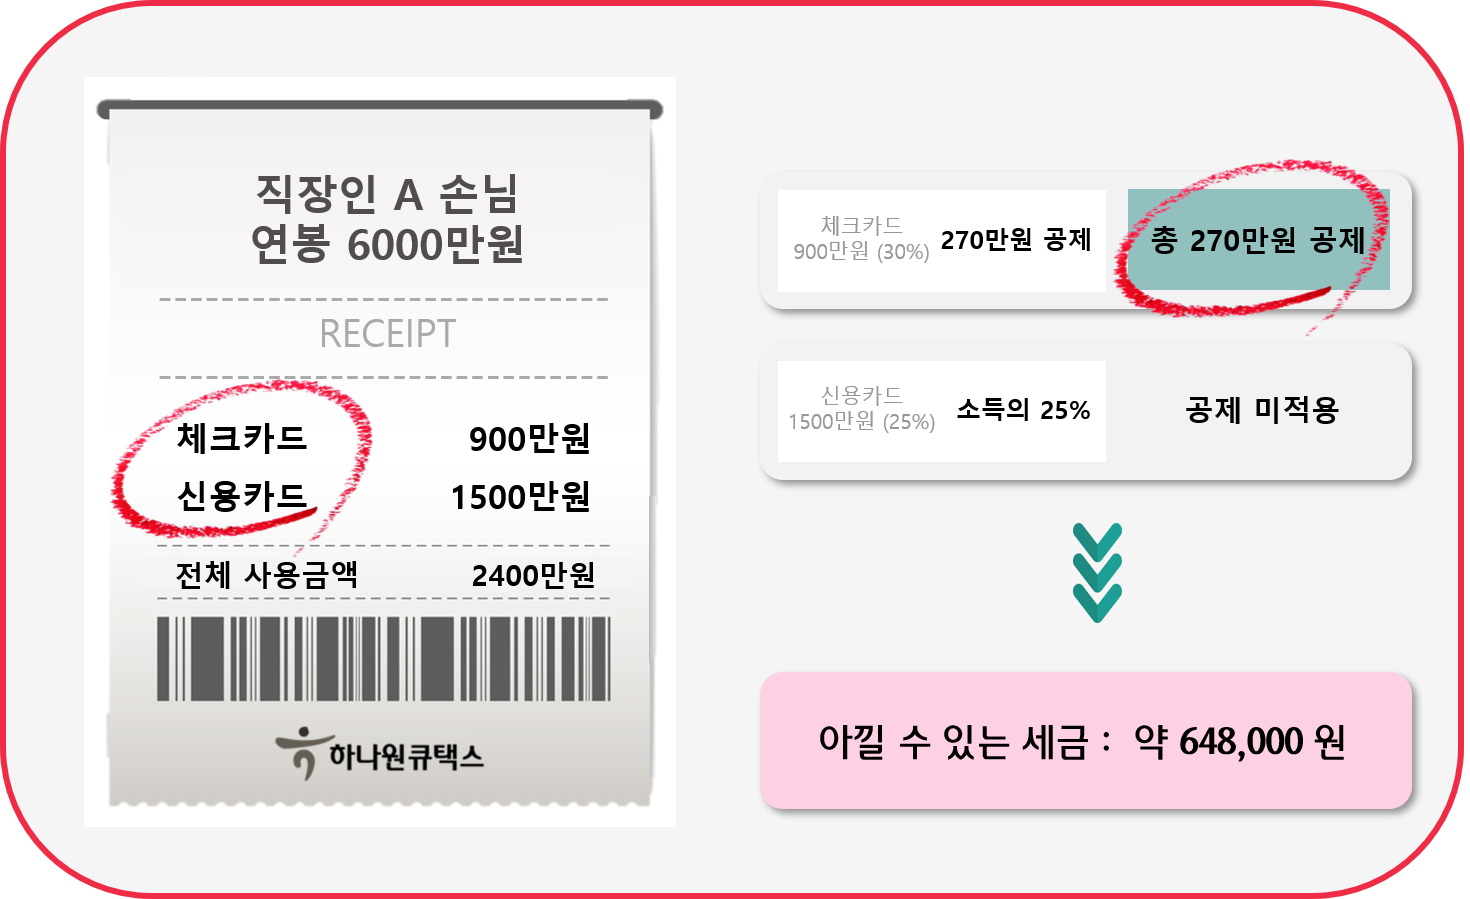 직장인 A 손님
연봉 6000만원
RECEIPT
체크카드 900만원
신용카드 1500만원
전체 사용금액 2400만원
하나원큐택스
체크카드
900만원 (30%) 270만원 공제
총 270만원 공제
신용카드
1500만원 (25%) 소득의 25%
공제 미적용
아낄 수 있는 세금 : 약 648,000 원